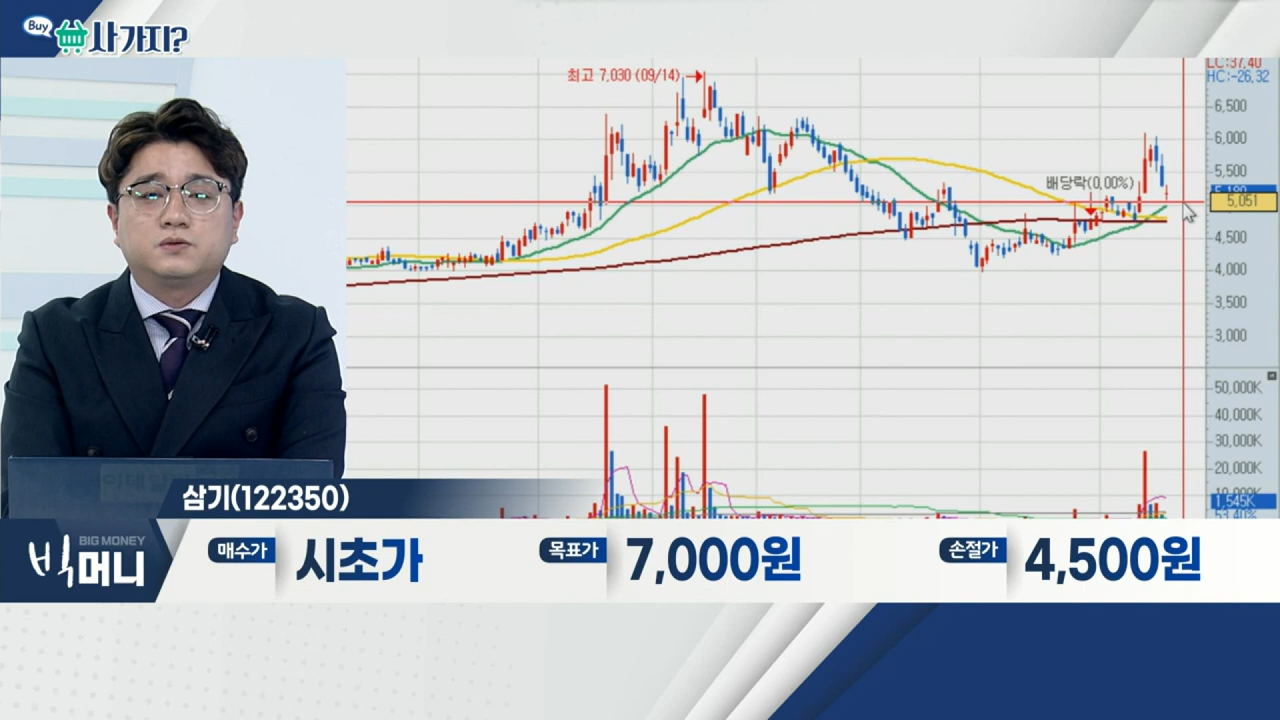 Buy
사가지?
최고 7,030 (09/14)
LC:37.40
HC:-26.32
6,500
6,000
5,500
배당락(0.00%)
5,051
4,500
4,000
3,500
3,000
50,000K
40,000K
30,000K
20,000K
1,545K
53.40%
삼기(122350)
BIG MONEY
빅머니
매수가
시초가
목표가
7,000원
손절가
4,500원